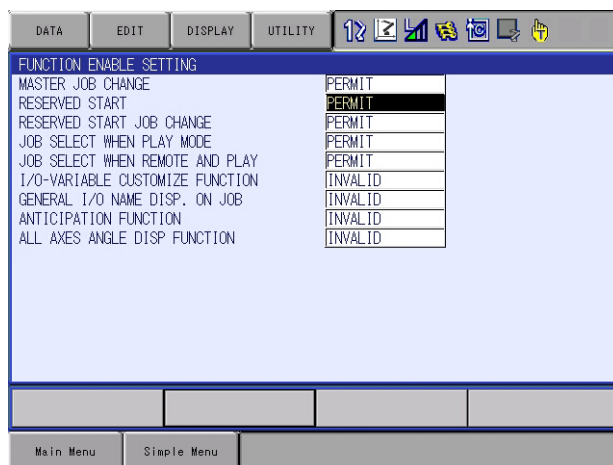 DATA EDIT DISPLAY UTILITY
FUNCTION ENABLE SETTING
MASTER JOB CHANGE PERMIT
RESERVED START PERMIT
RESERVED START JOB CHANGE PERMIT
JOB SELECT WHEN PLAY MODE PERMIT
JOB SELECT WHEN REMOTE AND PLAY PERMIT
I/O-VARIABLE CUSTOMIZE FUNCTION INVALID
GENERAL I/O NAME DISP. ON JOB INVALID
ANTICIPATION FUNCTION INVALID
ALL AXES ANGLE DISP FUNCTION INVALID
Main Menu Simple Menu